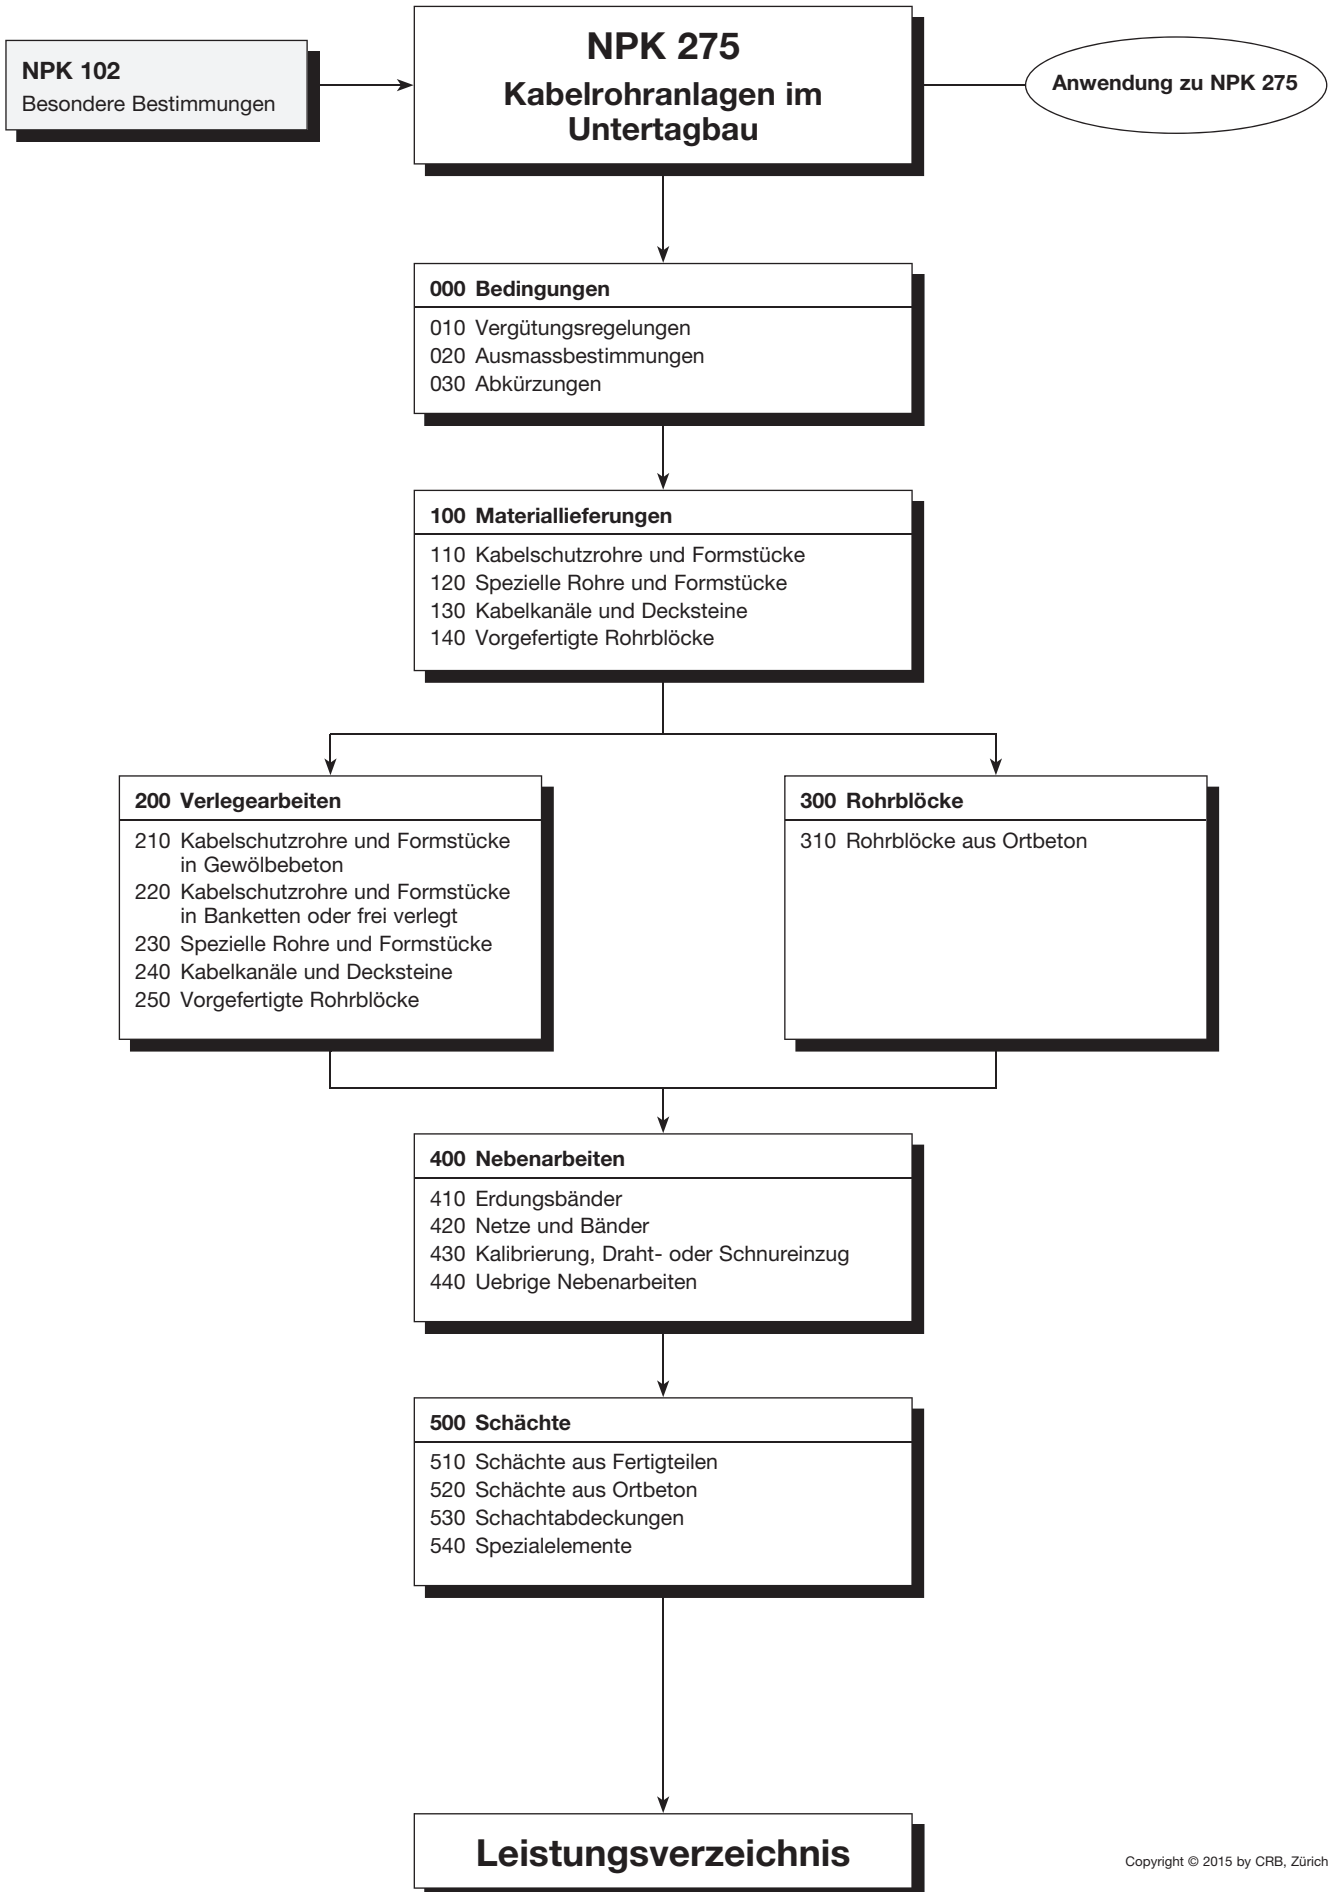 NPK 102
Besondere Bestimmungen
NPK 275
Kabelrohranlagen im
Untertagbau
Anwendung zu NPK 275
000 Bedingungen
010 Vergütungsregelungen
020 Ausmassbestimmungen
030 Abkürzungen
100 Materiallieferungen
110 Kabelschutzrohre und Formstücke
120 Spezielle Rohre und Formstücke
130 Kabelkanäle und Decksteine
140 Vorgefertigte Rohrblöcke
200 Verlegearbeiten
210 Kabelschutzrohre und Formstücke
in Gewölbebeton
220 Kabelschutzrohre und Formstücke
in Banketten oder frei verlegt
230 Spezielle Rohre und Formstücke
240 Kabelkanäle und Decksteine
250 Vorgefertigte Rohrblöcke
300 Rohrblöcke
310 Rohrblöcke aus Ortbeton
400 Nebenarbeiten
410 Erdungsbänder
420 Netze und Bänder
430 Kalibrierung, Draht- oder Schnureinzug
440 Uebrige Nebenarbeiten
500 Schächte
510 Schächte aus Fertigteilen
520 Schächte aus Ortbeton
530 Schachtabdeckungen
540 Spezialelemente
Leistungsverzeichnis
Copyright © 2015 by CRB, Zürich